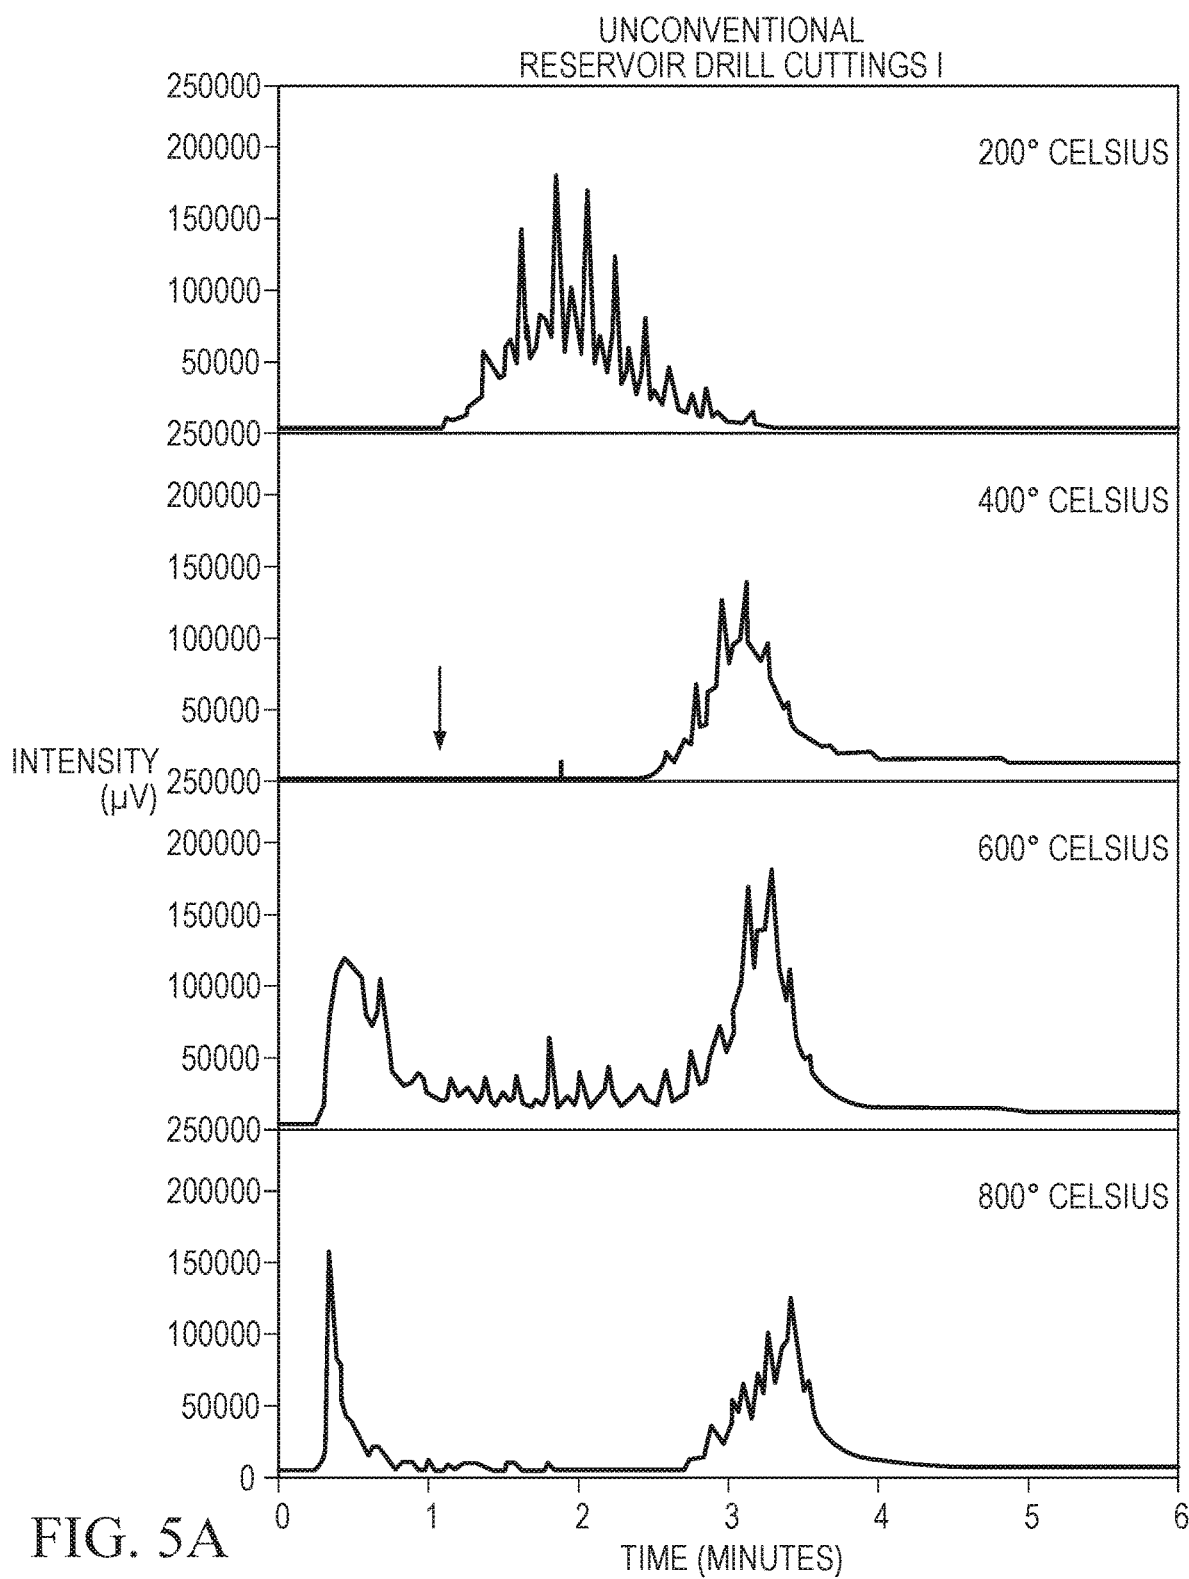 UNCONVENTIONAL
RESERVOIR DRILL CUTTINGS I
250000
200000
200° CELSIUS
150000
100000
50000
250000
200000
400° CELSIUS
150000
100000
50000
INTENSITY
(µV)
250000
200000
600° CELSIUS
150000
100000
50000
250000
200000
800° CELSIUS
150000
100000
50000
0
0 1 2 3 4 5 6
TIME (MINUTES)
FIG. 5A